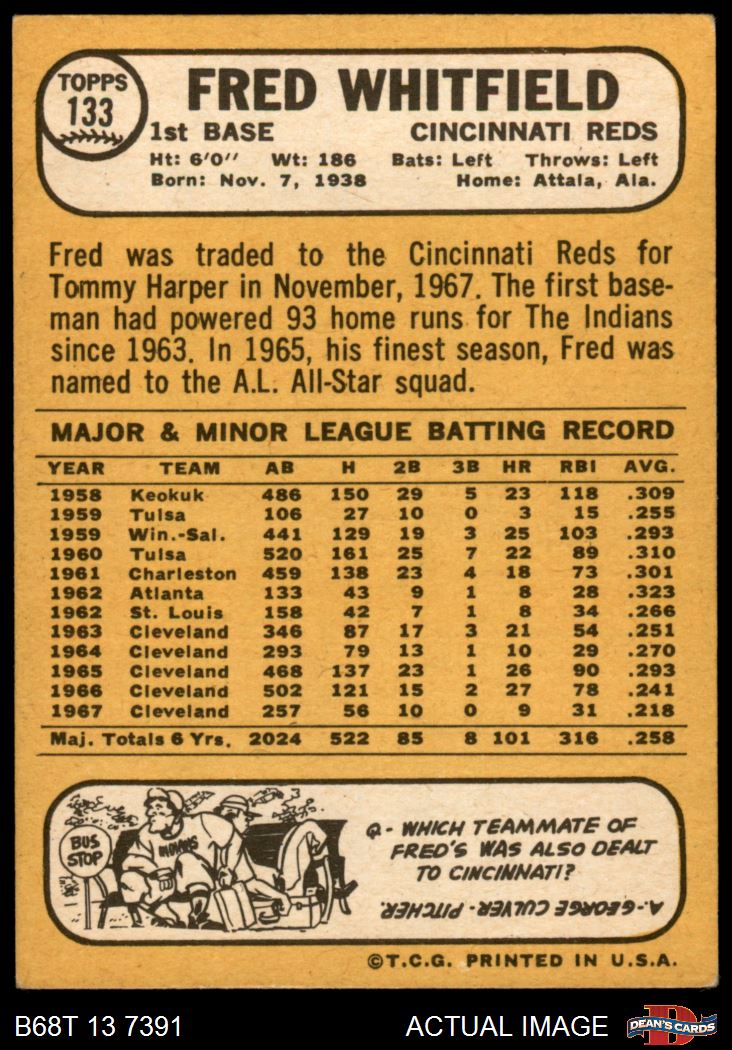 TOPPS
133
FRED WHITFIELD
1st BASE CINCINNATI REDS
Ht: 6'0" Wt: 186 Bats: Left Throws: Left
Born: Nov. 7, 1938 Home: Attala, Ala.
Fred was traded to the Cincinnati Reds for
Tommy Harper in November, 1967. The first base-
man had powered 93 home runs for The Indians
since 1963. In 1965, his finest season, Fred was
named to the A.L. All-Star squad.
MAJOR & MINOR LEAGUE BATTING RECORD
YEAR TEAM AB H 2B 3B HR RBI AVG.
1958 Keokuk 486 150 29 5 23 118 .309
1959 Tulsa 106 27 10 0 3 15 .255
1959 Win.-Sal. 441 129 19 3 25 103 .293
1960 Tulsa 520 161 25 7 22 89 .310
1961 Charleston 459 138 23 4 18 73 .301
1962 Atlanta 133 43 9 1 8 28 .323
1962 St. Louis 158 42 7 1 8 34 .266
1963 Cleveland 346 87 17 3 21 54 .251
1964 Cleveland 293 79 13 1 10 29 .270
1965 Cleveland 468 137 23 1 26 90 .293
1966 Cleveland 502 121 15 2 27 78 .241
1967 Cleveland 257 56 10 0 9 31 .218
Maj. Totals 6 Yrs. 2024 522 85 8 101 316 .258
BUS
STOP
INDIANS
Q- WHICH TEAMMATE OF
FRED'S WAS ALSO DEALT
TO CINCINNATI?
A- GEORGE CULVER - PITCHER.
©T.C.G. PRINTED IN U.S.A.
B68T 13 7391 ACTUAL IMAGE
D
DEAN'S CARDS